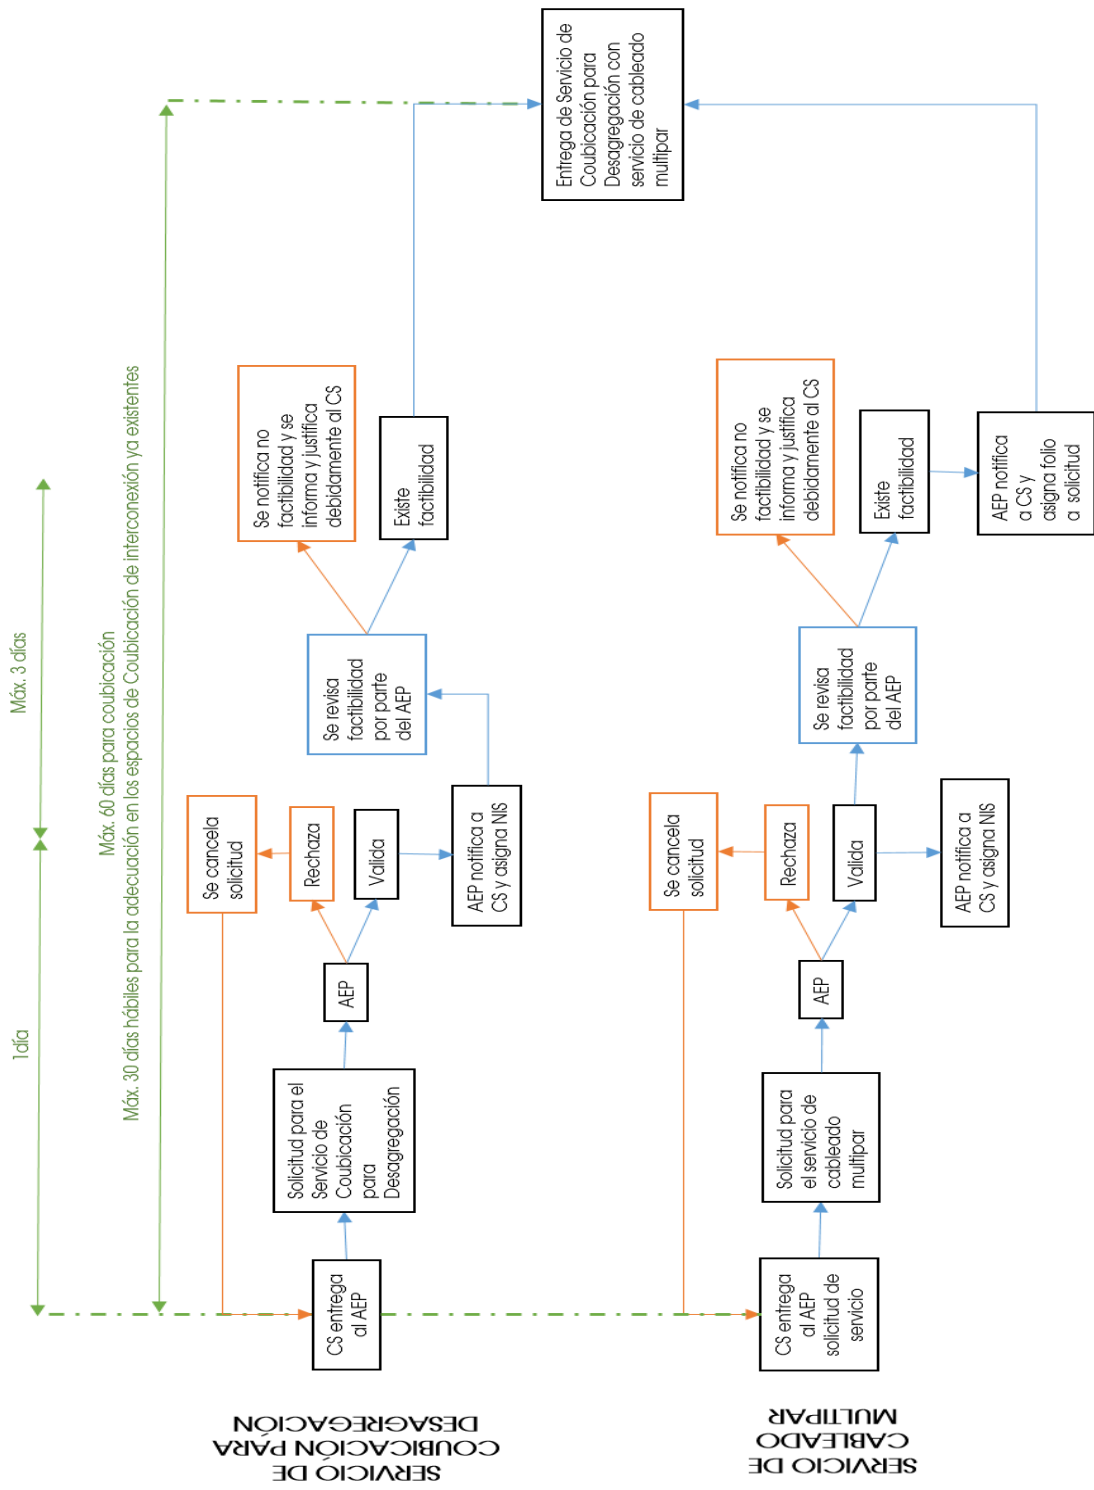 1día
Máx. 3 días
Máx. 60 días para coubicación
Máx. 30 días hábiles para la adecuación en los espacios de Coubicación de interconexión ya existentes
SERVICIO DE
COUBICACIÓN PARA
DESAGREGACIÓN
CS entrega
al AEP
Solicitud para el
Servicio de
Coubicación
para
Desagregación
AEP
Rechaza
Se cancela
solicitud
Valida
AEP notifica a
CS y asigna NIS
Se revisa
factibilidad
por parte
del AEP
Se notifica no
factibilidad y se
informa y justifica
debidamente al CS
Existe
factibilidad
Entrega de Servicio de
Coubicación para
Desagregación con
servicio de cableado
multipar
SERVICIO DE
CABLEADO
MULTIPAR
CS entrega
al AEP
solicitud de
servicio
Solicitud para
el servicio de
cableado
multipar
AEP
Rechaza
Se cancela
solicitud
Valida
AEP notifica a
CS y asigna NIS
Se revisa
factibilidad
por parte
del AEP
Se notifica no
factibilidad y se
informa y justifica
debidamente al CS
Existe
factibilidad
AEP notifica
a CS y
asigna folio
a solicitud